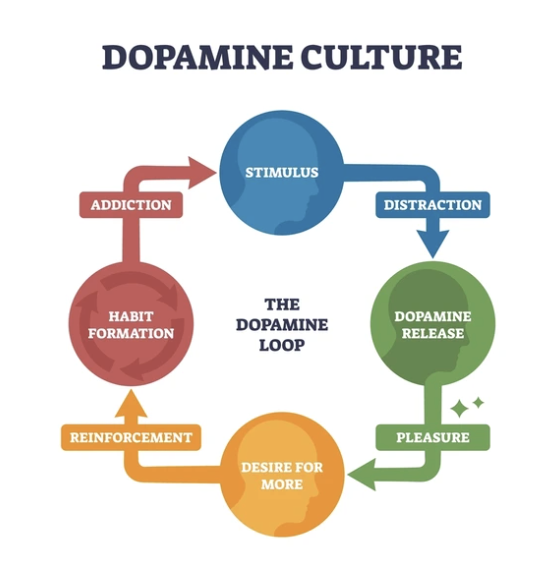 DOPAMINE CULTURE
STIMULUS
ADDICTION
DISTRACTION
HABIT
FORMATION
THE
DOPAMINE
LOOP
DOPAMINE
RELEASE
REINFORCEMENT
PLEASURE
DESIRE FOR
MORE